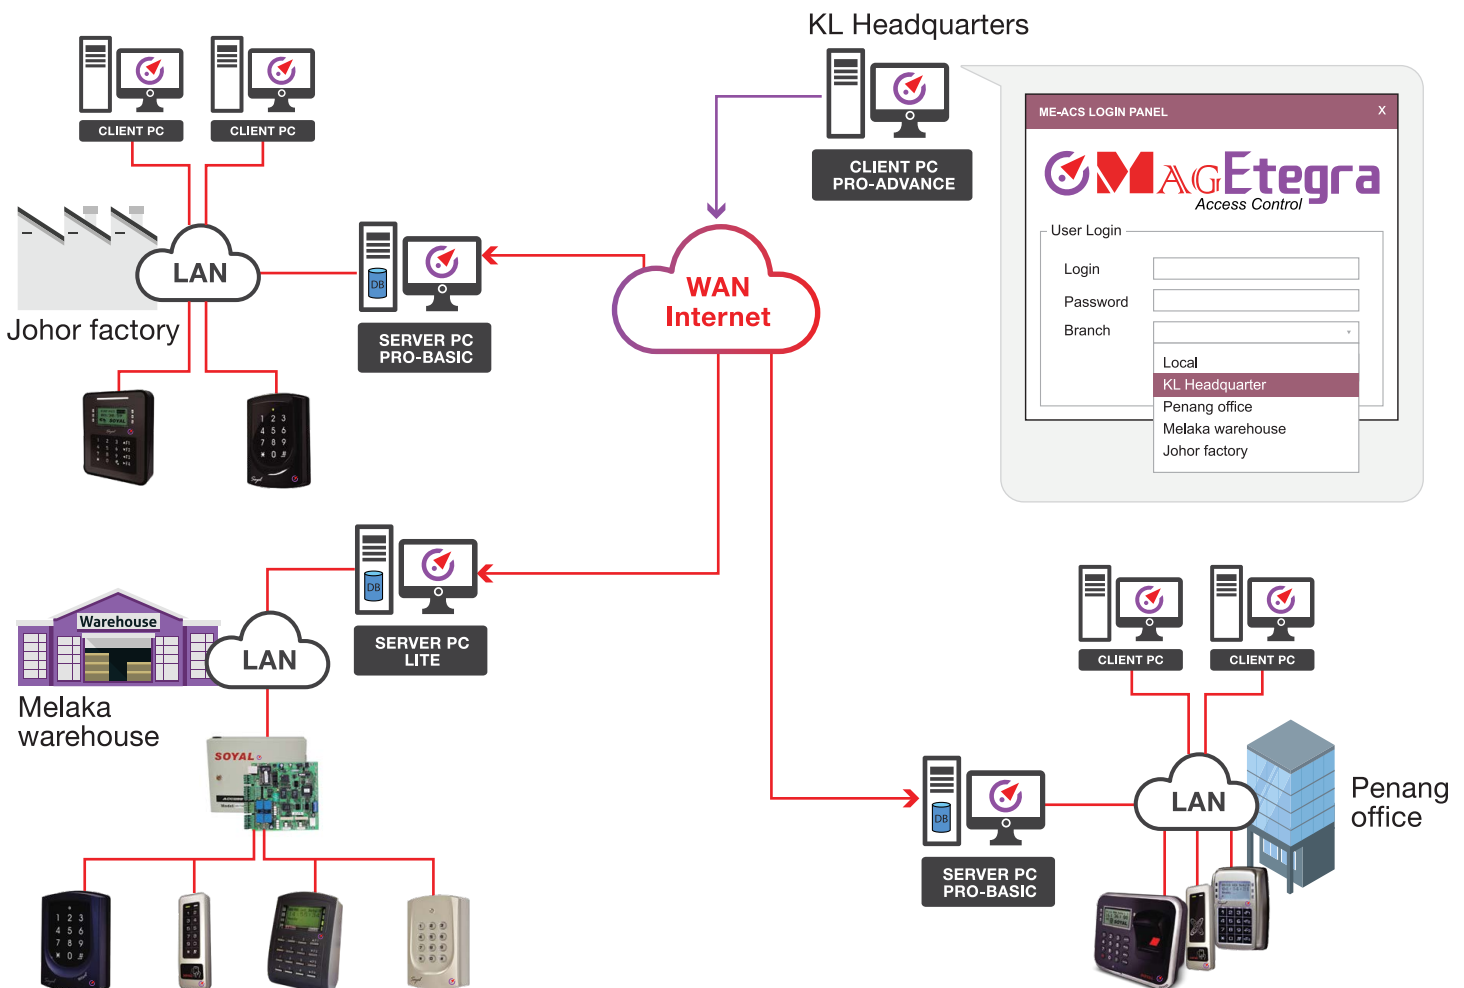 KL Headquarters
CLIENT PC
CLIENT PC
CLIENT PC
PRO-ADVANCE
ME-ACS LOGIN PANEL
X
MAGEtegra
Access Control
User Login
Login
Password
Branch
Local
KL Headquarter
Penang office
Melaka warehouse
Johor factory
LAN
Johor factory
DB
SERVER PC
PRO-BASIC
WAN
Internet
1 2 3
4 5 6
7 8 9
0
DB
SERVER PC
LITE
Warehouse
LAN
Melaka
warehouse
SOYAL
CLIENT PC
CLIENT PC
DB
SERVER PC
PRO-BASIC
LAN
Penang
office
1 2 3
4 5 6
7 8 9
0